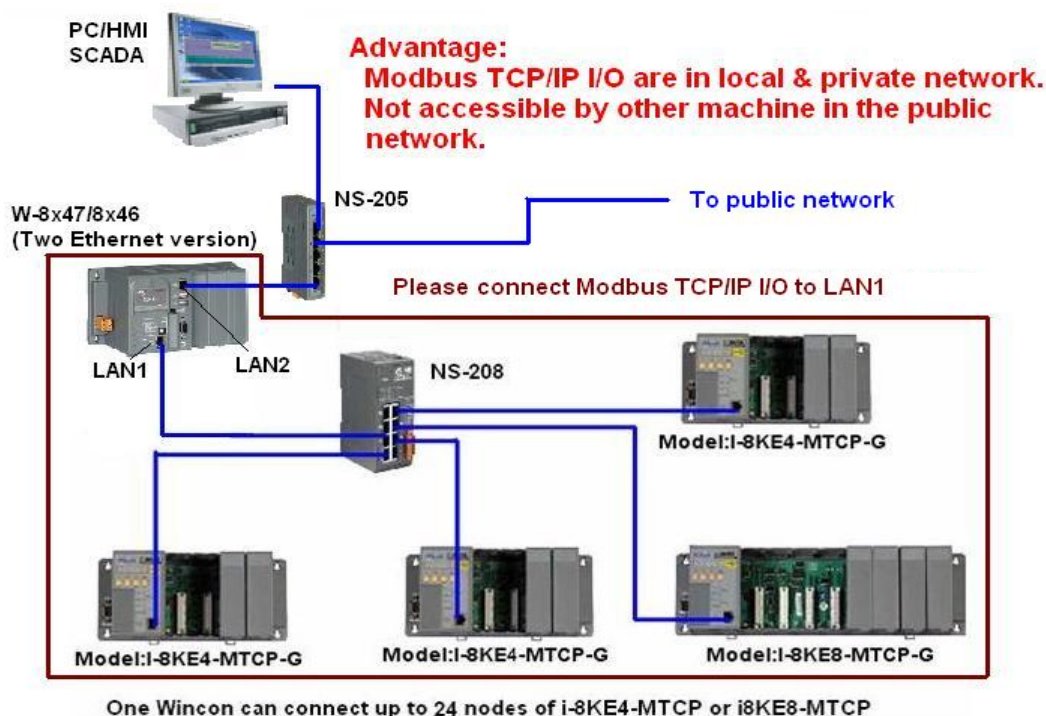 PC/HMI
SCADA
Advantage:
Modbus TCP/IP I/O are in local & private network.
Not accessible by other machine in the public
network.
NS-205
To public network
W-8x47/8x46
(Two Ethernet version)
Please connect Modbus TCP/IP I/O to LAN1
LAN1
LAN2
NS-208
Model:I-8KE4-MTCP-G
Model:I-8KE4-MTCP-G
Model:I-8KE4-MTCP-G
Model:I-8KE8-MTCP-G
One Wincon can connect up to 24 nodes of i-8KE4-MTCP or i8KE8-MTCP